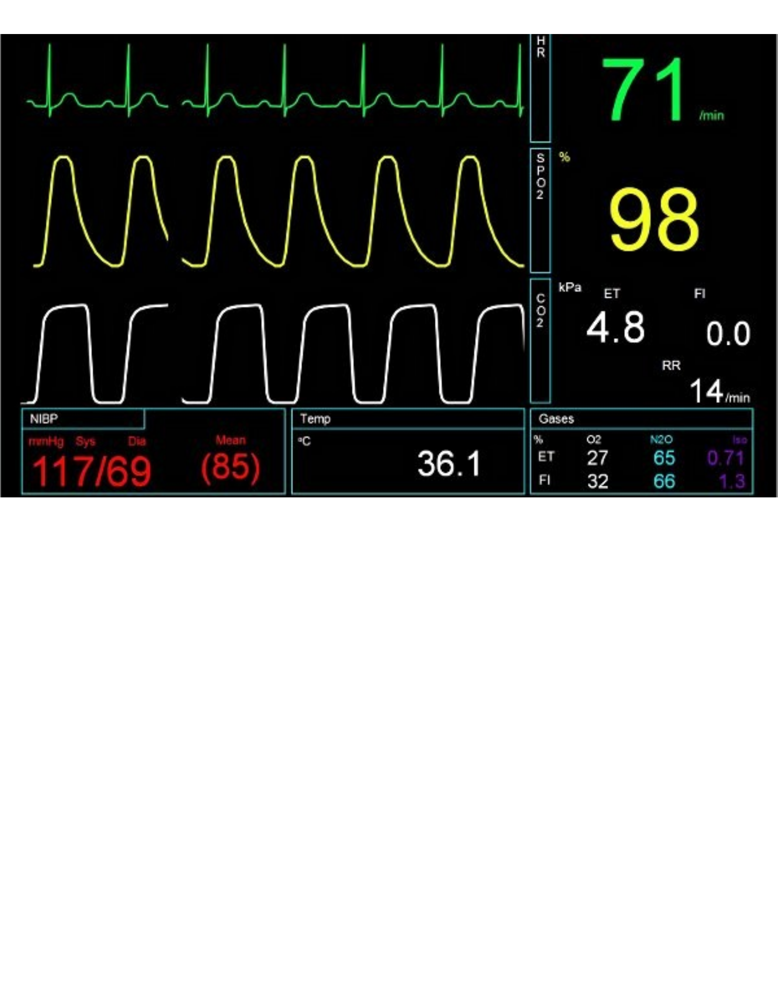 HR
71 /min
SPO2
%
98
CO2
kPa ET FI
4.8 0.0
RR
14 /min
NIBP
mmHg Sys Dia Mean
117/69 (85)
Temp
°C
36.1
Gases
% O2 N2O Iso
ET 27 65 0.71
FI 32 66 1.3